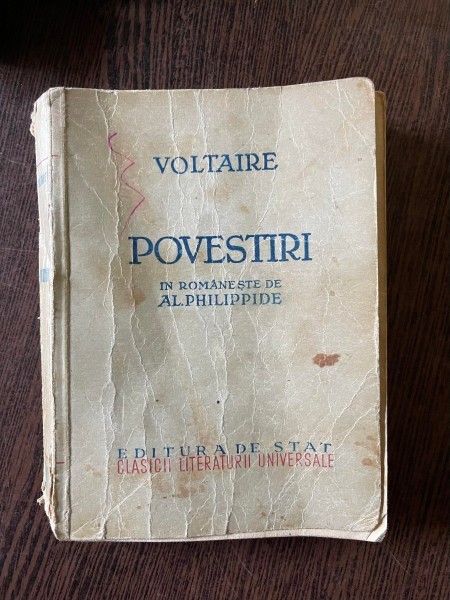 VOLTAIRE
POVESTIRI
IN ROMÂNEȘTE DE
AL. PHILIPPIDE
EDITURA DE STAT
CLASICII LITERATURII UNIVERSALE